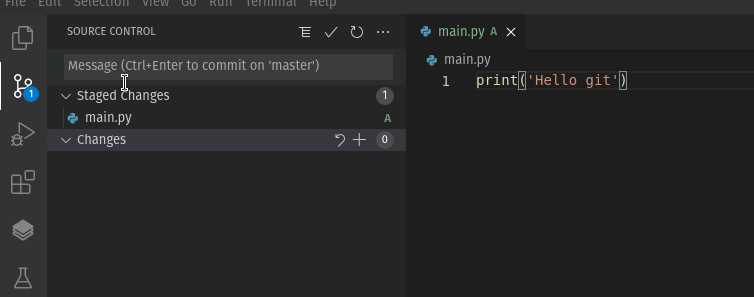 File Edit Selection View Go Run Terminal Help
SOURCE CONTROL
Message (Ctrl+Enter to commit on 'master')
Staged Changes 1
main.py A
Changes 0
1
main.py A
main.py
1 print('Hello git')